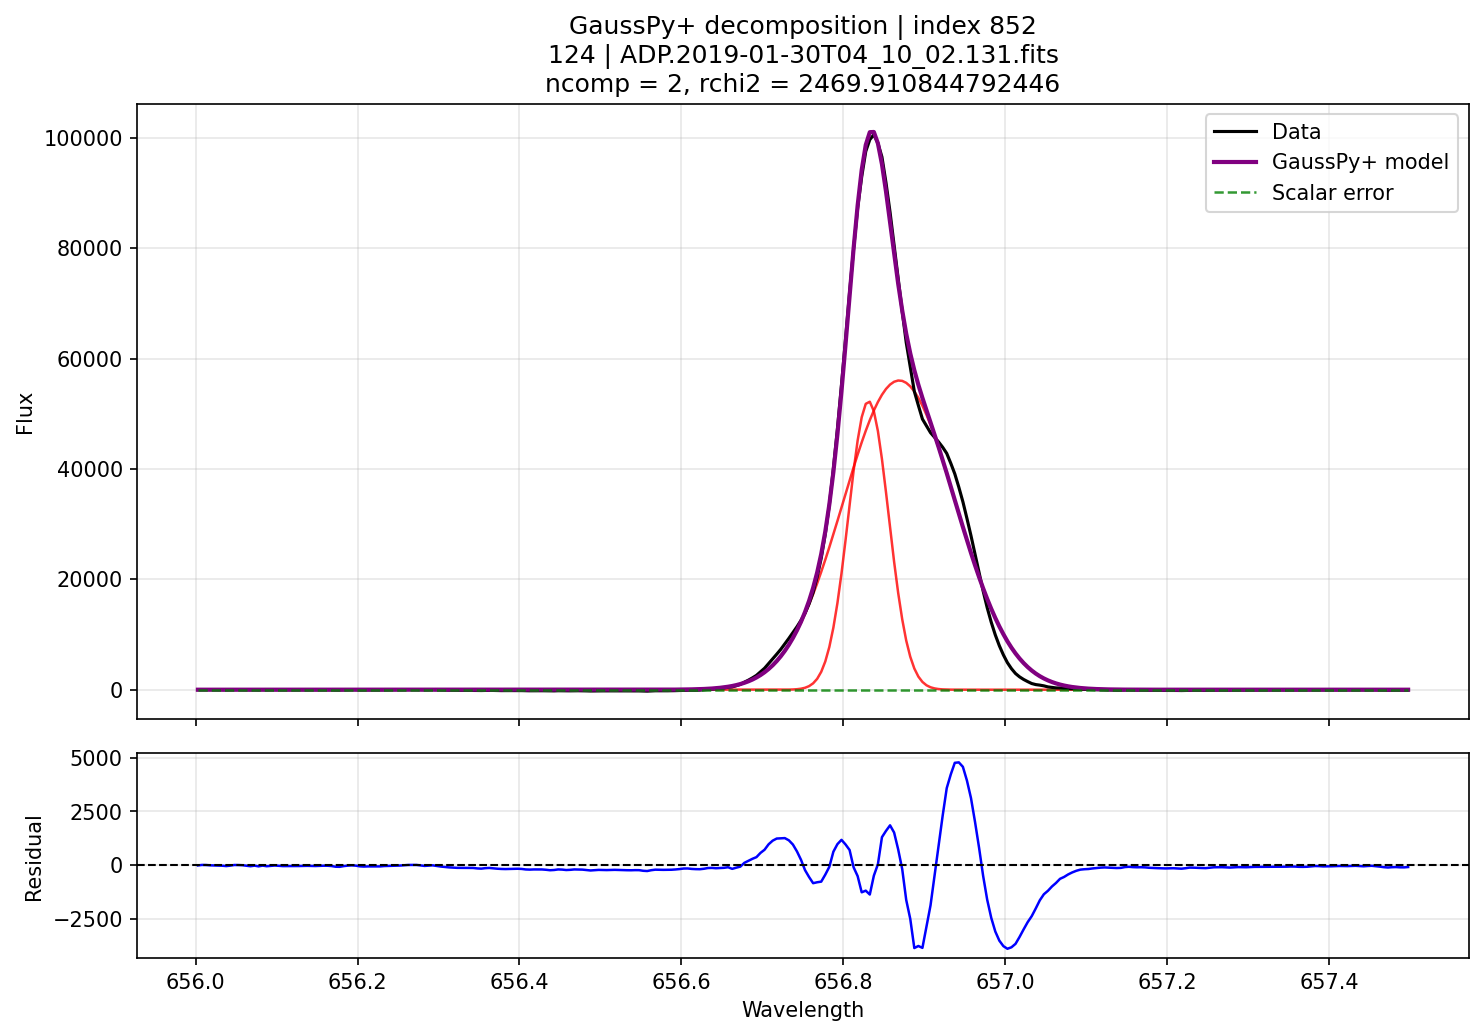 GaussPy+ decomposition | index 852
124 | ADP.2019-01-30T04_10_02.131.fits
ncomp = 2, rchi2 = 2469.910844792446
Data
GaussPy+ model
Scalar error
100000
80000
60000
40000
20000
0
Flux
5000
2500
0
−2500
Residual
656.0
656.2
656.4
656.6
656.8
657.0
657.2
657.4
Wavelength